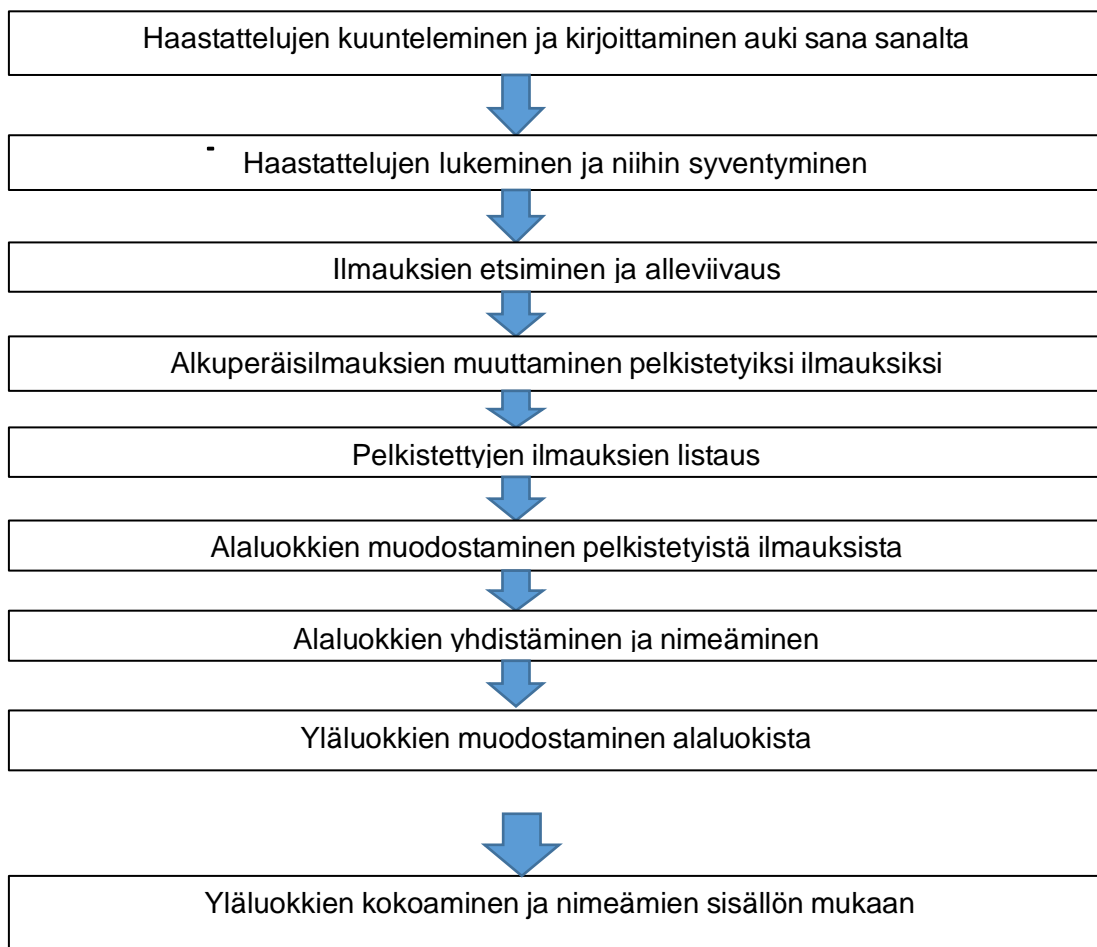 Haastattelujen kuunteleminen ja kirjoittaminen auki sana sanalta
Haastattelujen lukeminen ja niihin syventyminen
Ilmauksien etsiminen ja alleviivaus
Alkuperäisilmauksien muuttaminen pelkistetyiksi ilmauksiksi
Pelkistettyjen ilmauksien listaus
Alaluokkien muodostaminen pelkistetyistä ilmauksista
Alaluokkien yhdistäminen ja nimeäminen
Yläluokkien muodostaminen alaluokista
Yläluokkien kokoaminen ja nimeämien sisällön mukaan